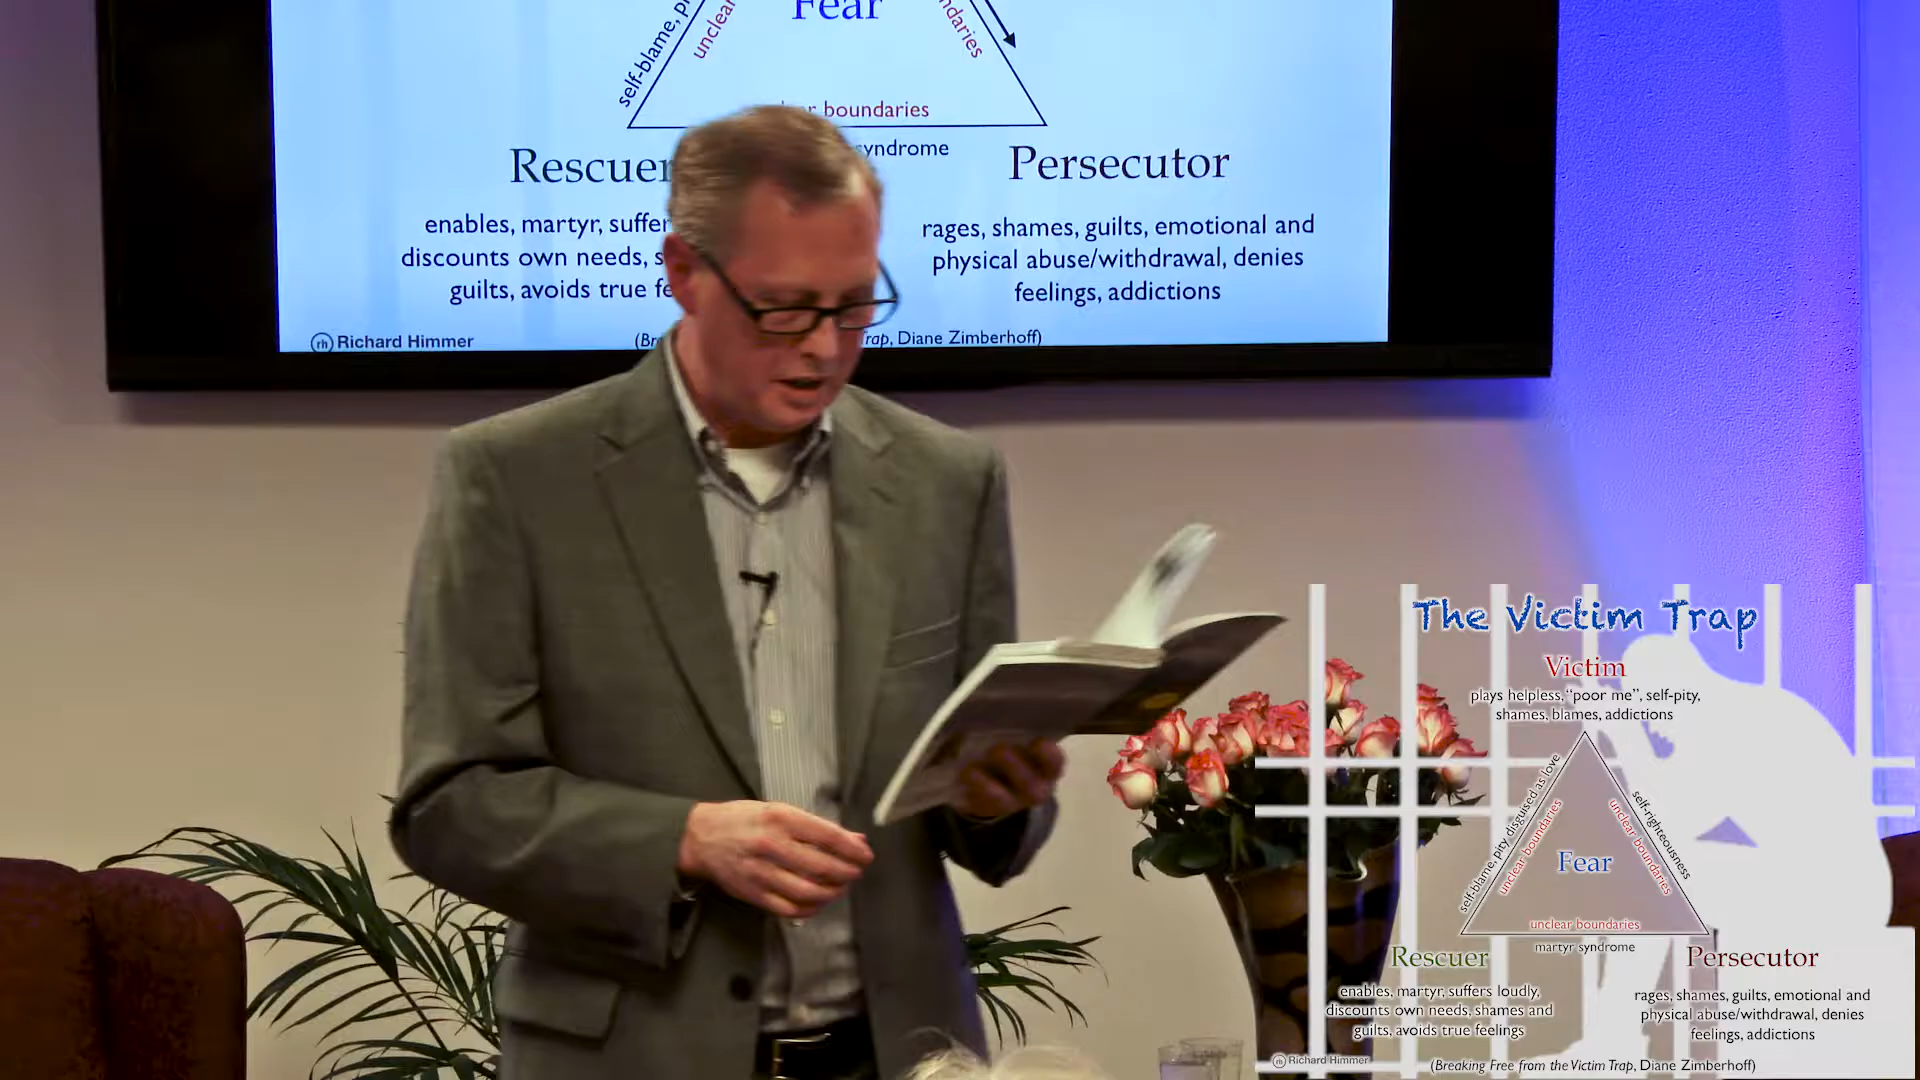 Fear
self-blame,
unclear
ndaries
boundaries
syndrome
Rescuer
Persecutor
enables, martyr,
discounts own needs,
guilts, avoids true
rages, shames, guilts, emotional and
physical abuse/withdrawal, denies
feelings, addictions
rh Richard Himmer
Trap, Diane Zimberhoff)
The Victim Trap
Victim
plays helpless, "poor me", self-pity,
shames, blames, addictions
self-blame, pity disguised as love
unclear boundaries
Fear
unclear boundaries
self-righteousness
unclear boundaries
martyr syndrome
Rescuer
Persecutor
enables, martyr, suffers loudly,
discounts own needs, shames and
guilts, avoids true feelings
rages, shames, guilts, emotional and
physical abuse/withdrawal, denies
feelings, addictions
rh Richard Himmer
(Breaking Free from the Victim Trap, Diane Zimberhoff)